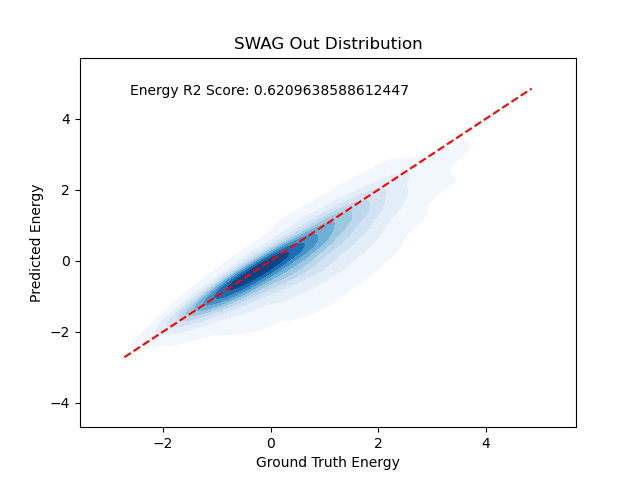 SWAG Out Distribution
Energy R2 Score: 0.6209638588612447
4
2
0
−2
−4
Predicted Energy
−2 0 2 4
Ground Truth Energy